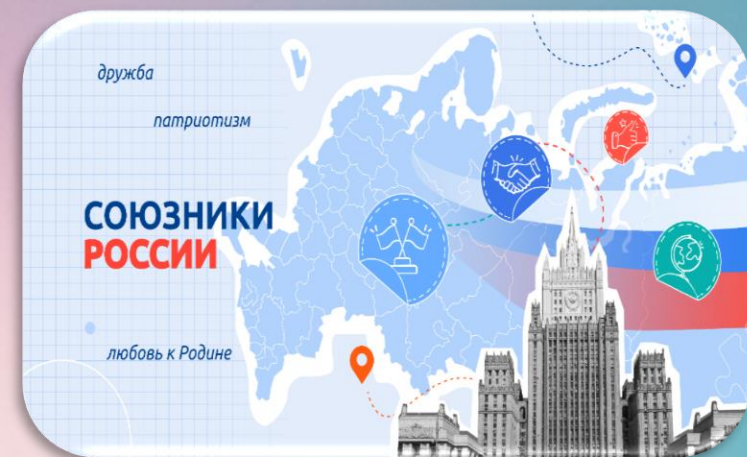 дружба
патриотизм
СОЮЗНИКИ
РОССИИ
любовь к Родине